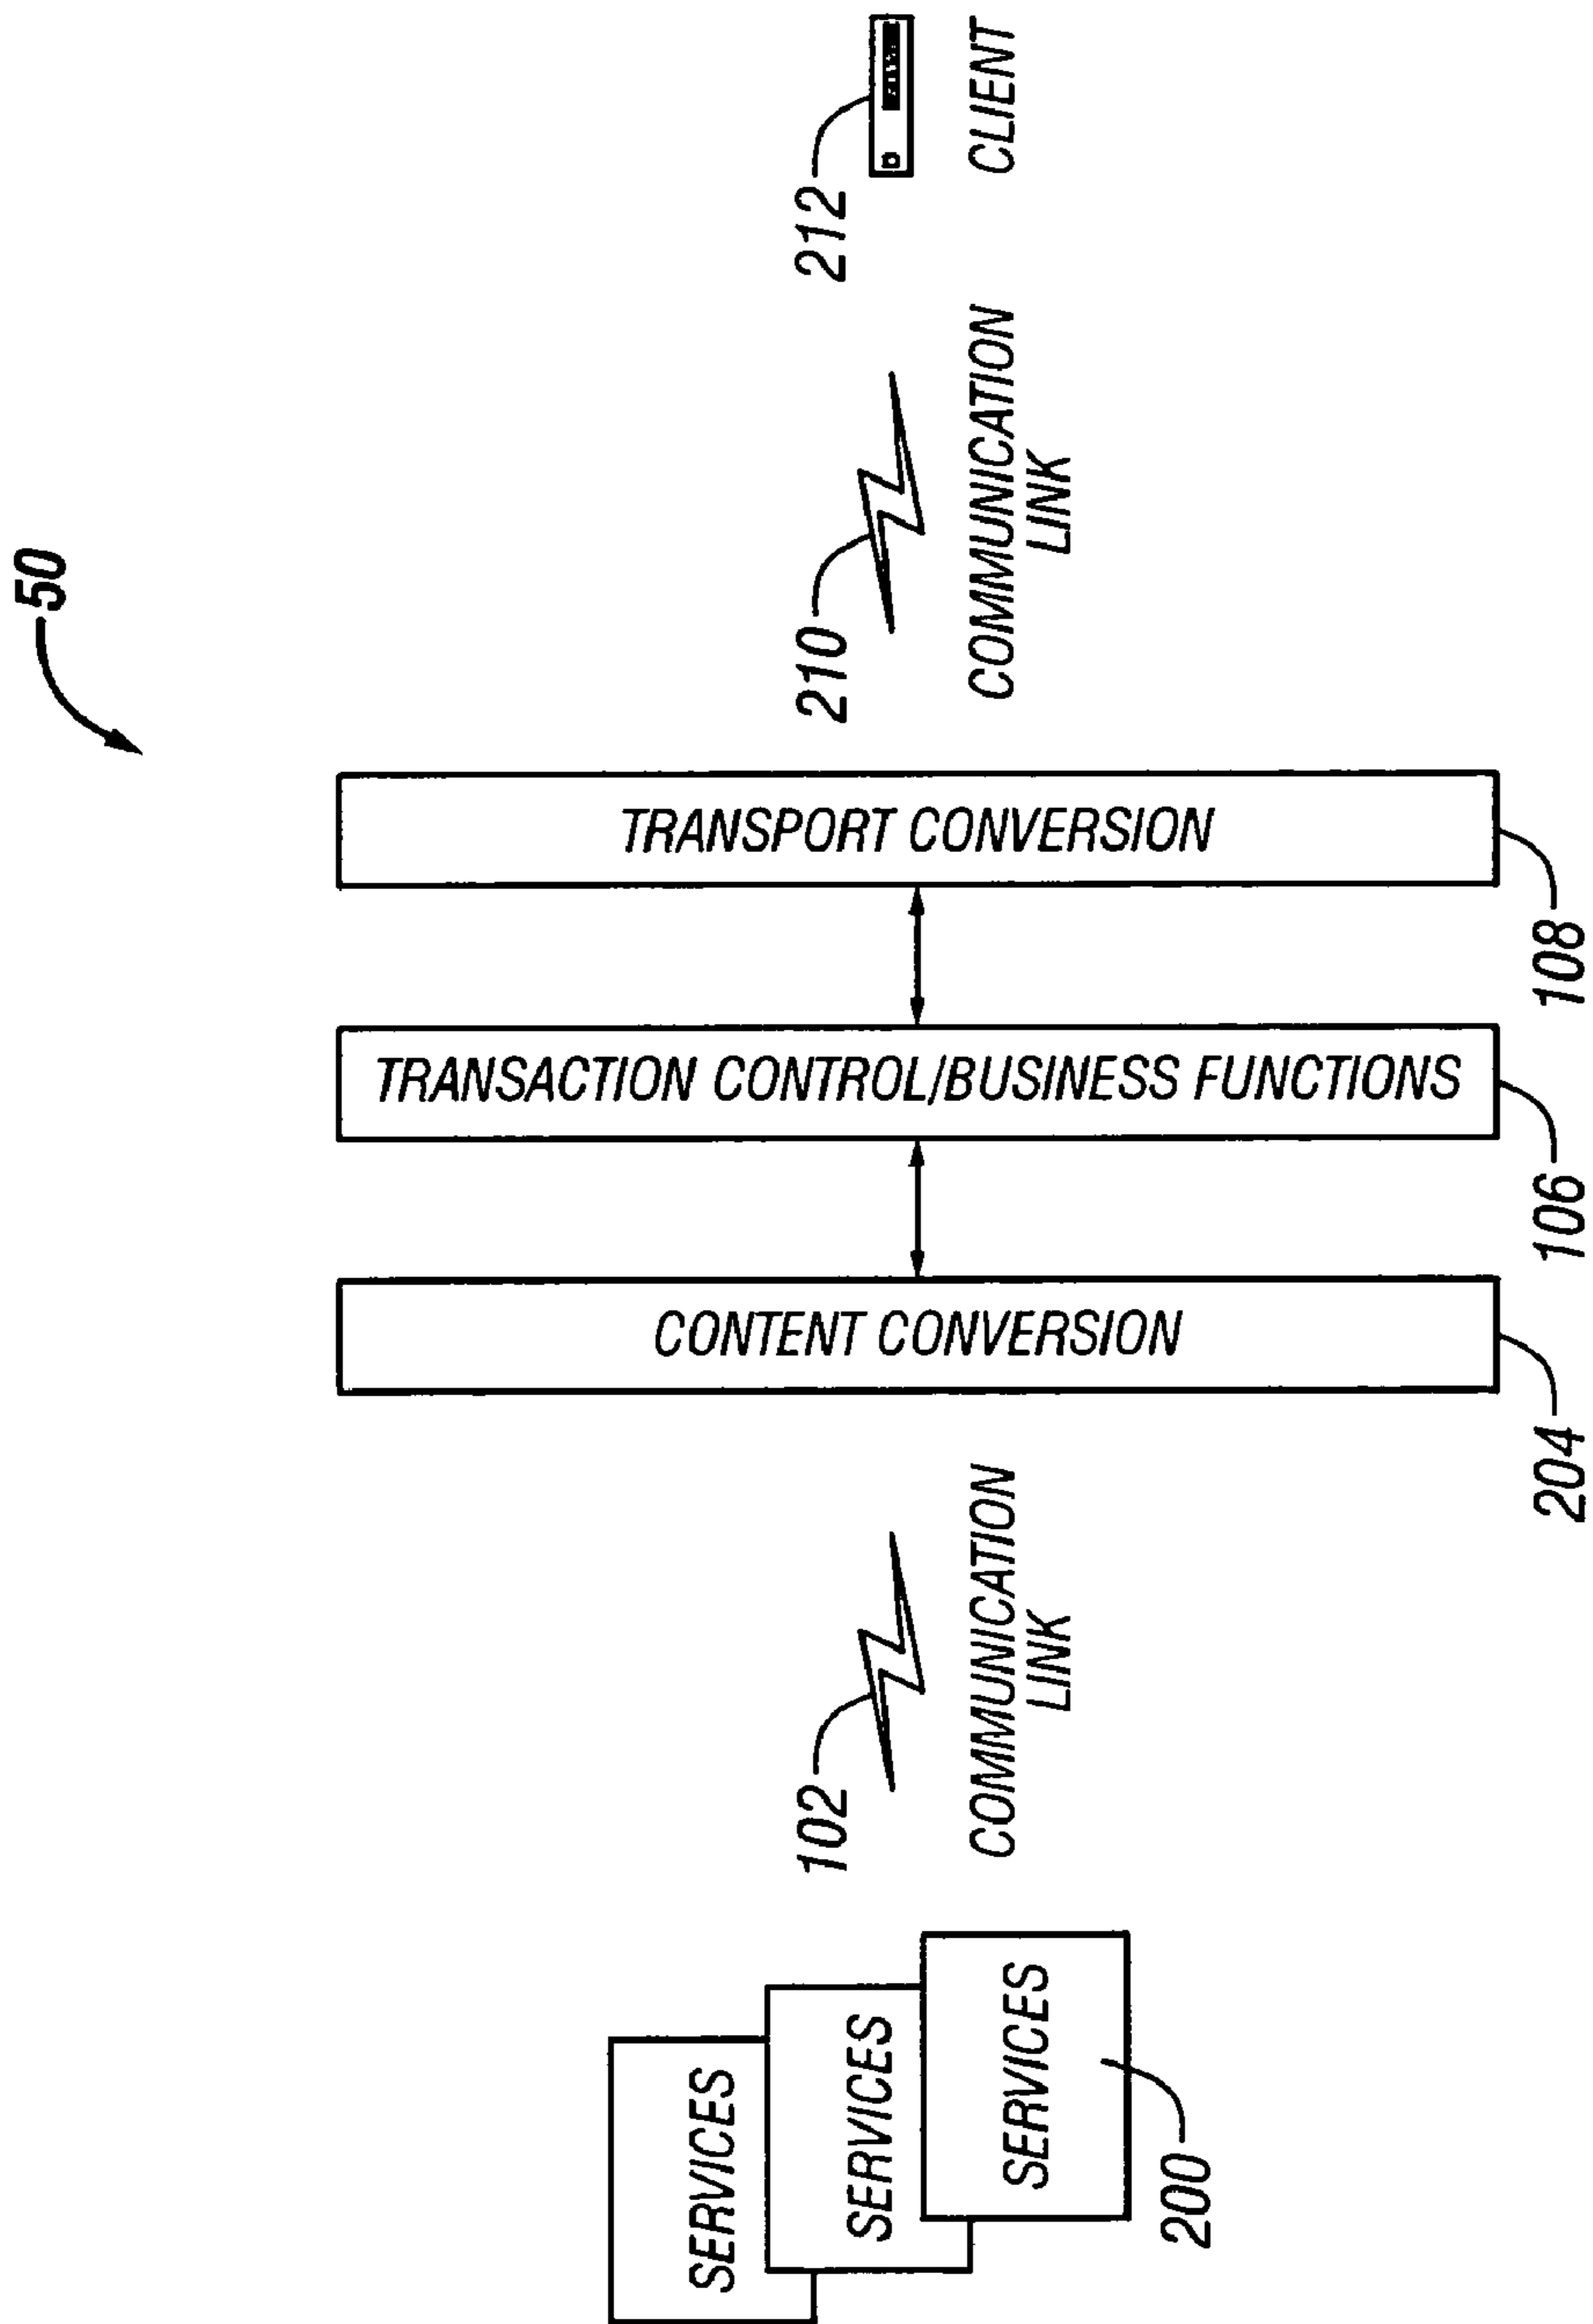 50
SERVICES
SERVICES
SERVICES
200
102
COMMUNICATION
LINK
CONTENT CONVERSION
204
TRANSACTION CONTROL/BUSINESS FUNCTIONS
106
TRANSPORT CONVERSION
108
210
COMMUNICATION
LINK
212
CLIENT